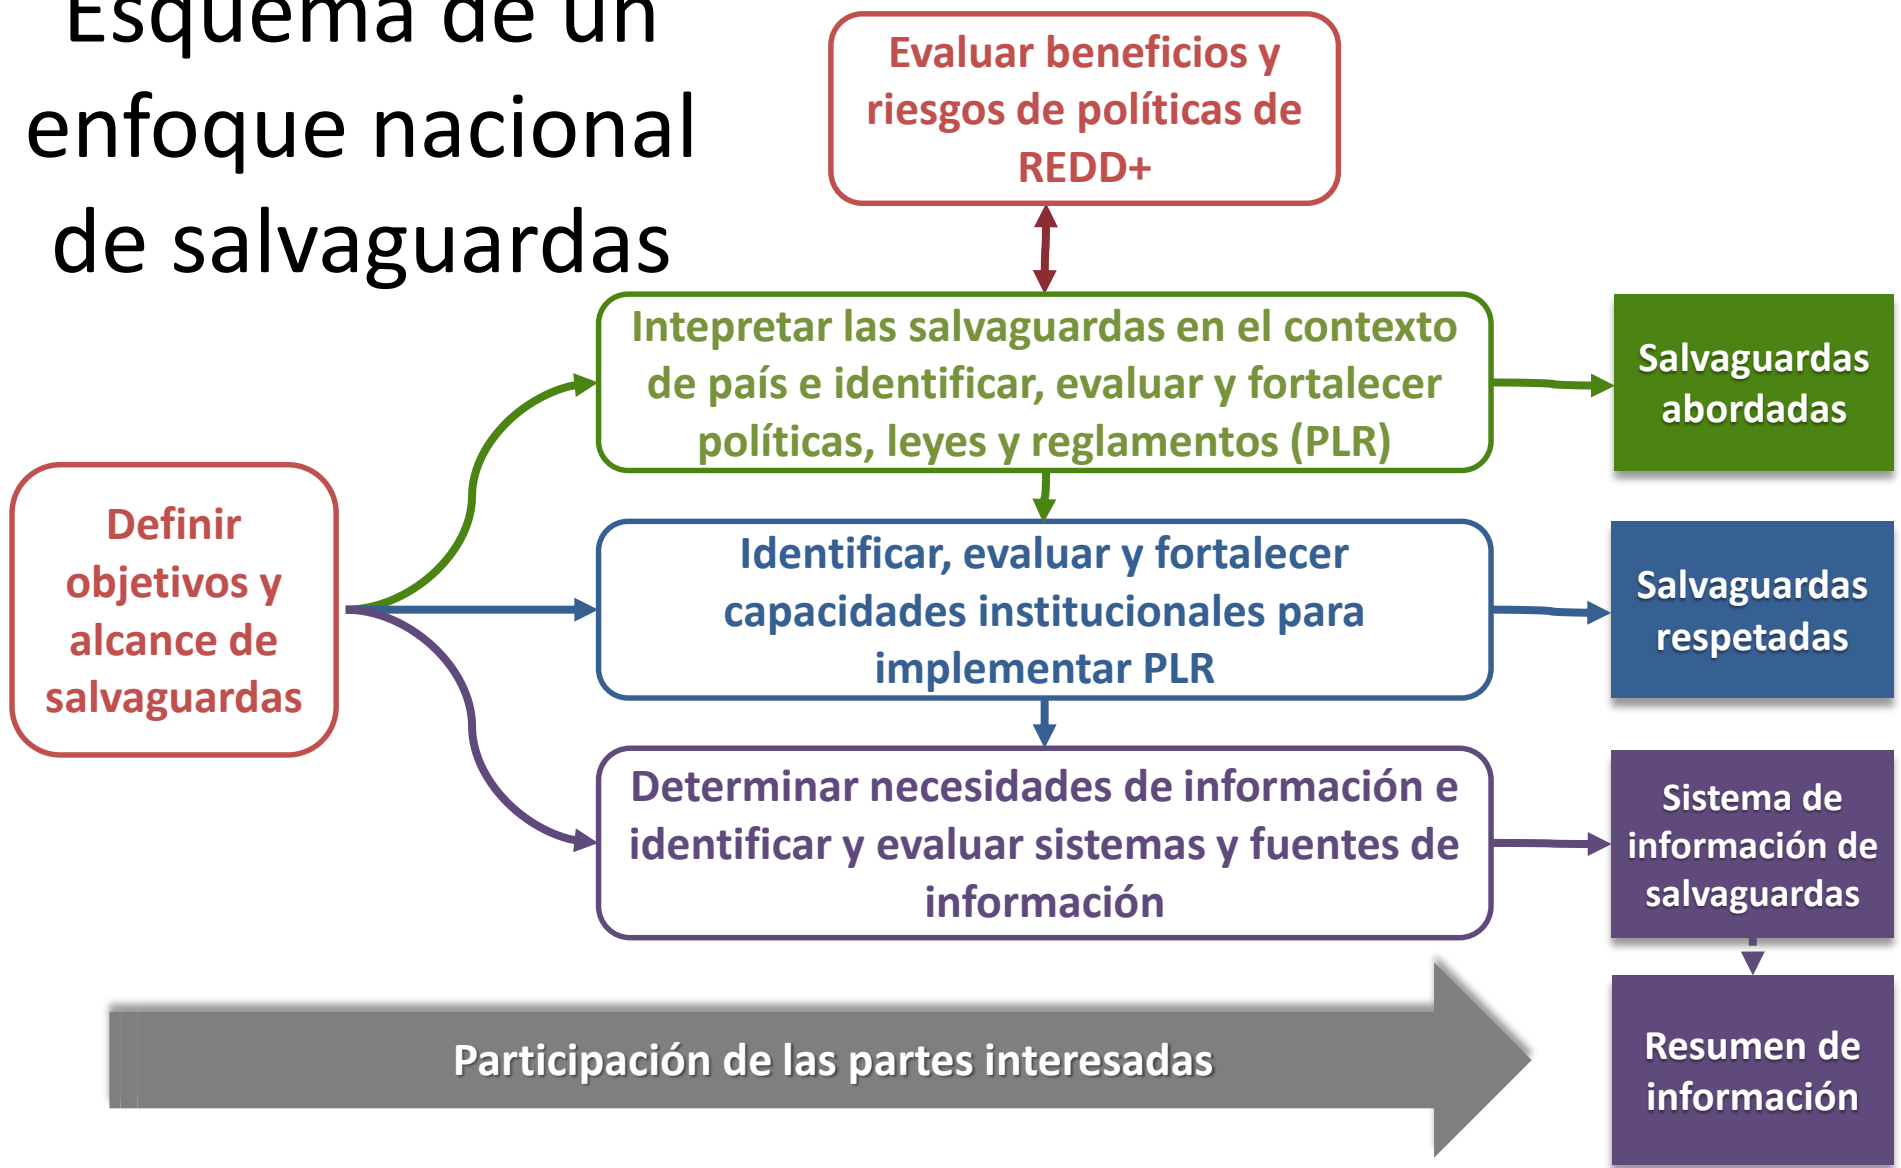 Esquema de un
enfoque nacional
de salvaguardas
Evaluar beneficios y
riesgos de políticas de
REDD+
Intepretar las salvaguardas en el contexto
de país e identificar, evaluar y fortalecer
políticas, leyes y reglamentos (PLR)
Salvaguardas
abordadas
Definir
objetivos y
alcance de
salvaguardas
Identificar, evaluar y fortalecer
capacidades institucionales para
implementar PLR
Salvaguardas
respetadas
Determinar necesidades de información e
identificar y evaluar sistemas y fuentes de
información
Sistema de
información de
salvaguardas
Participación de las partes interesadas
Resumen de
información